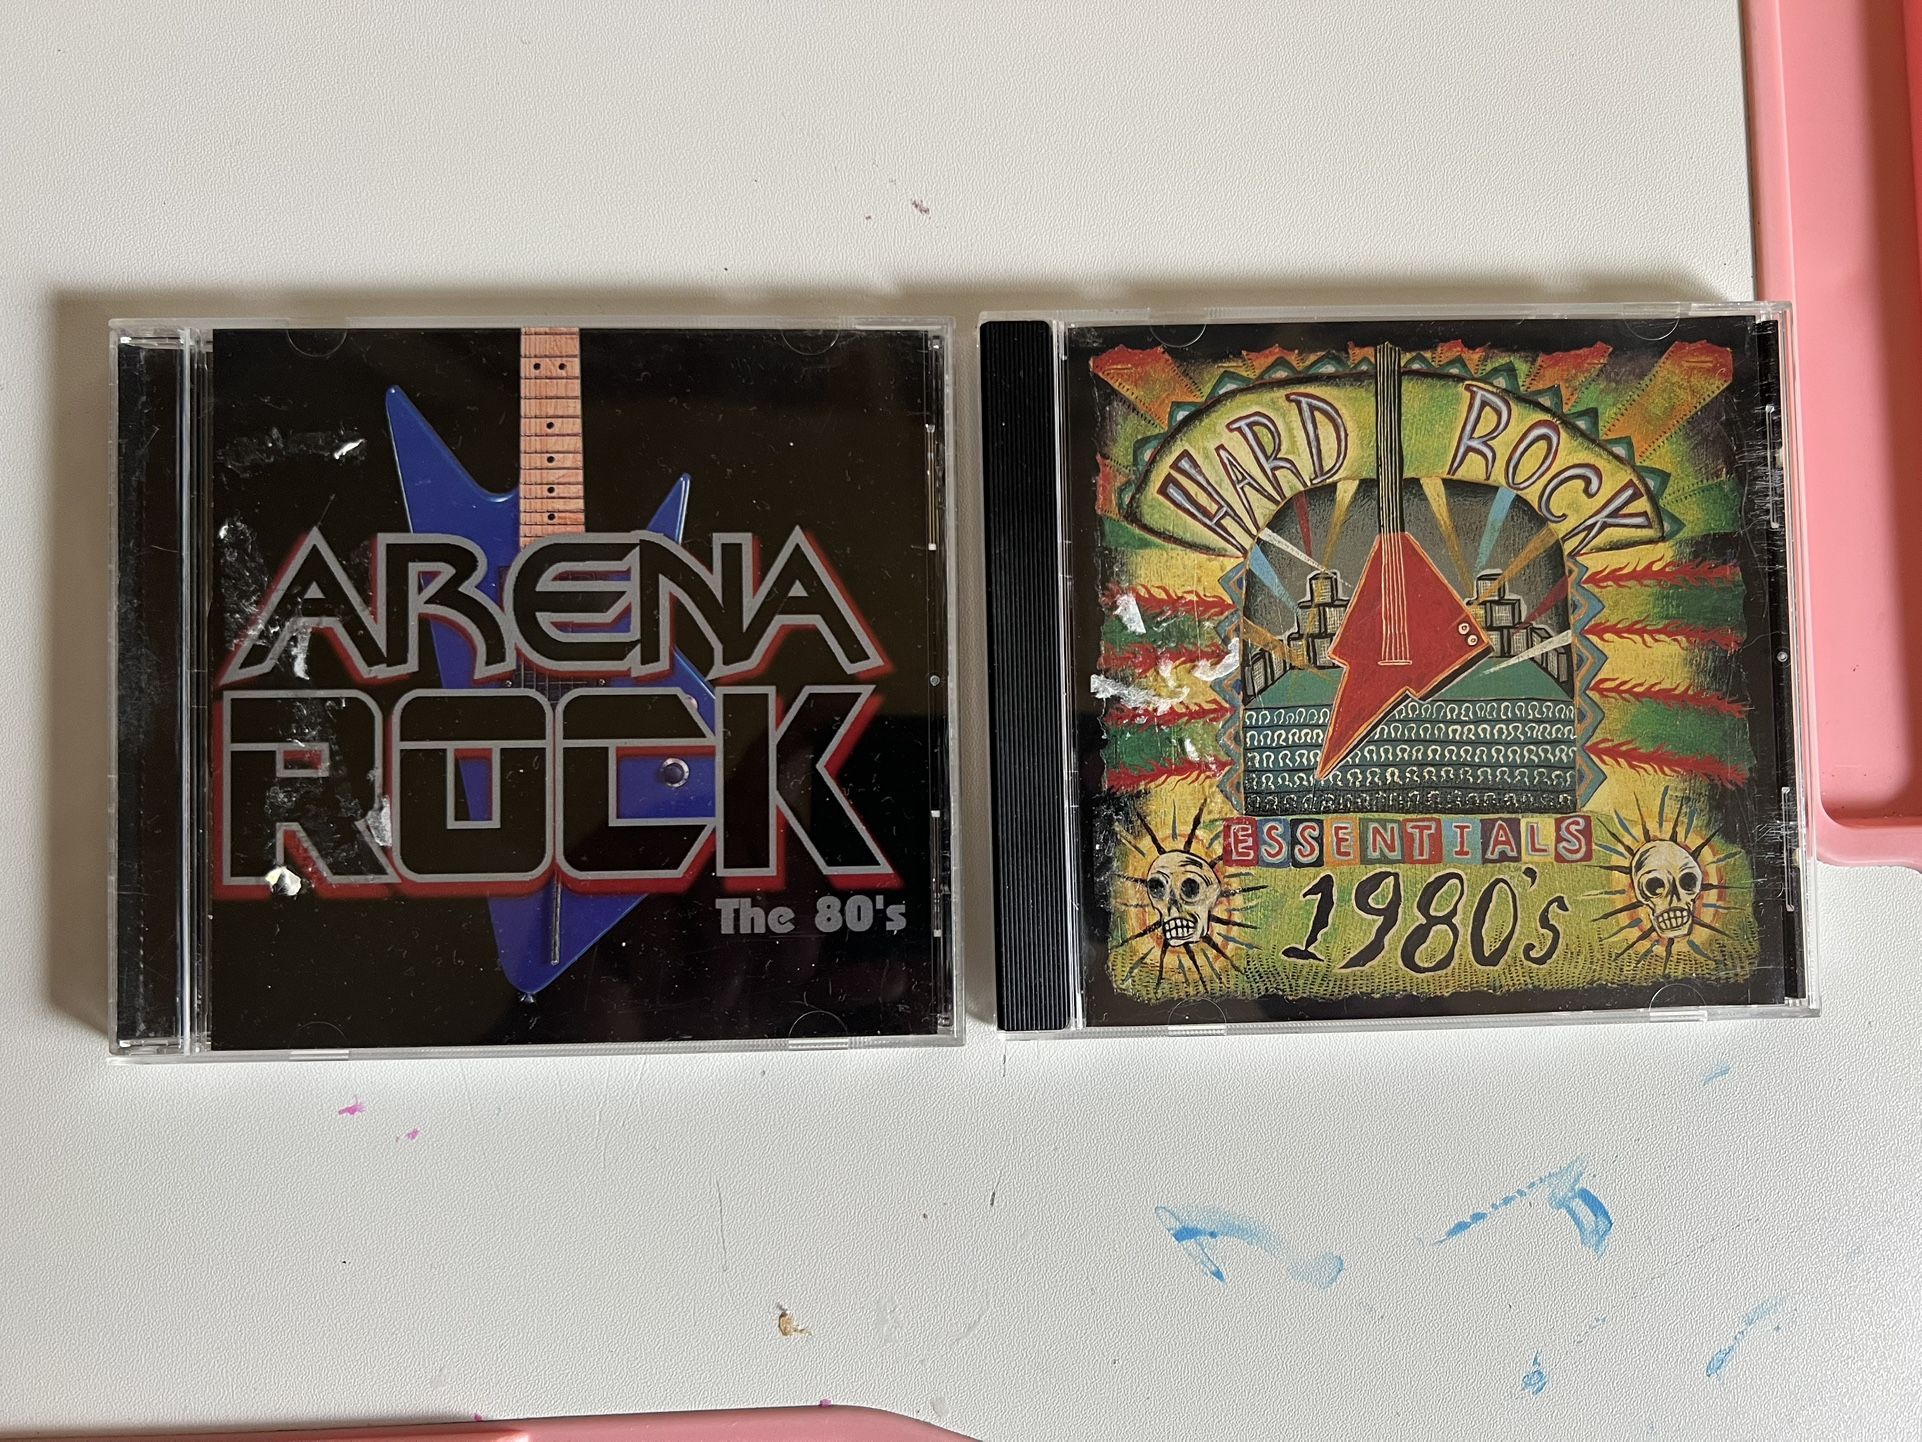 ARENA
ROCK
The 80's
HARD ROCK
ESSENTIALS
1980's